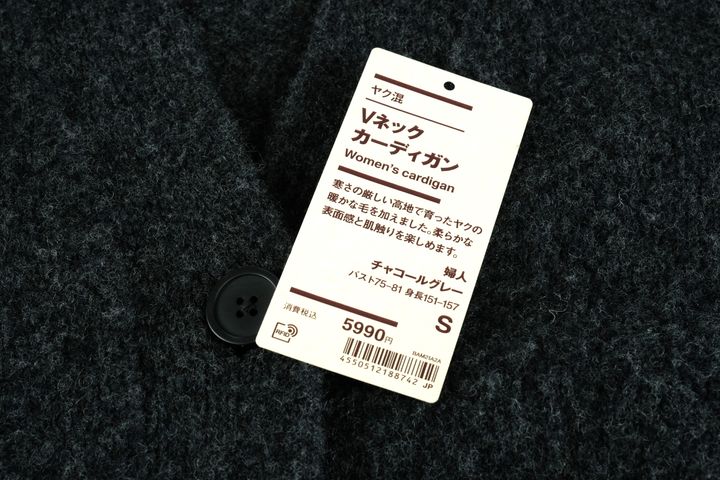 ヤク混
Vネック
カーディガン
Women's cardigan
寒さの厳しい高地で育ったヤクの
暖かな毛を加えました。柔らかな
表面感と肌触りを楽しめます。
婦人
チャコールグレー
バスト75-81 身長151-157
S
消費税込
5990円
RFID
BAM21A2A
4550512188742 JP